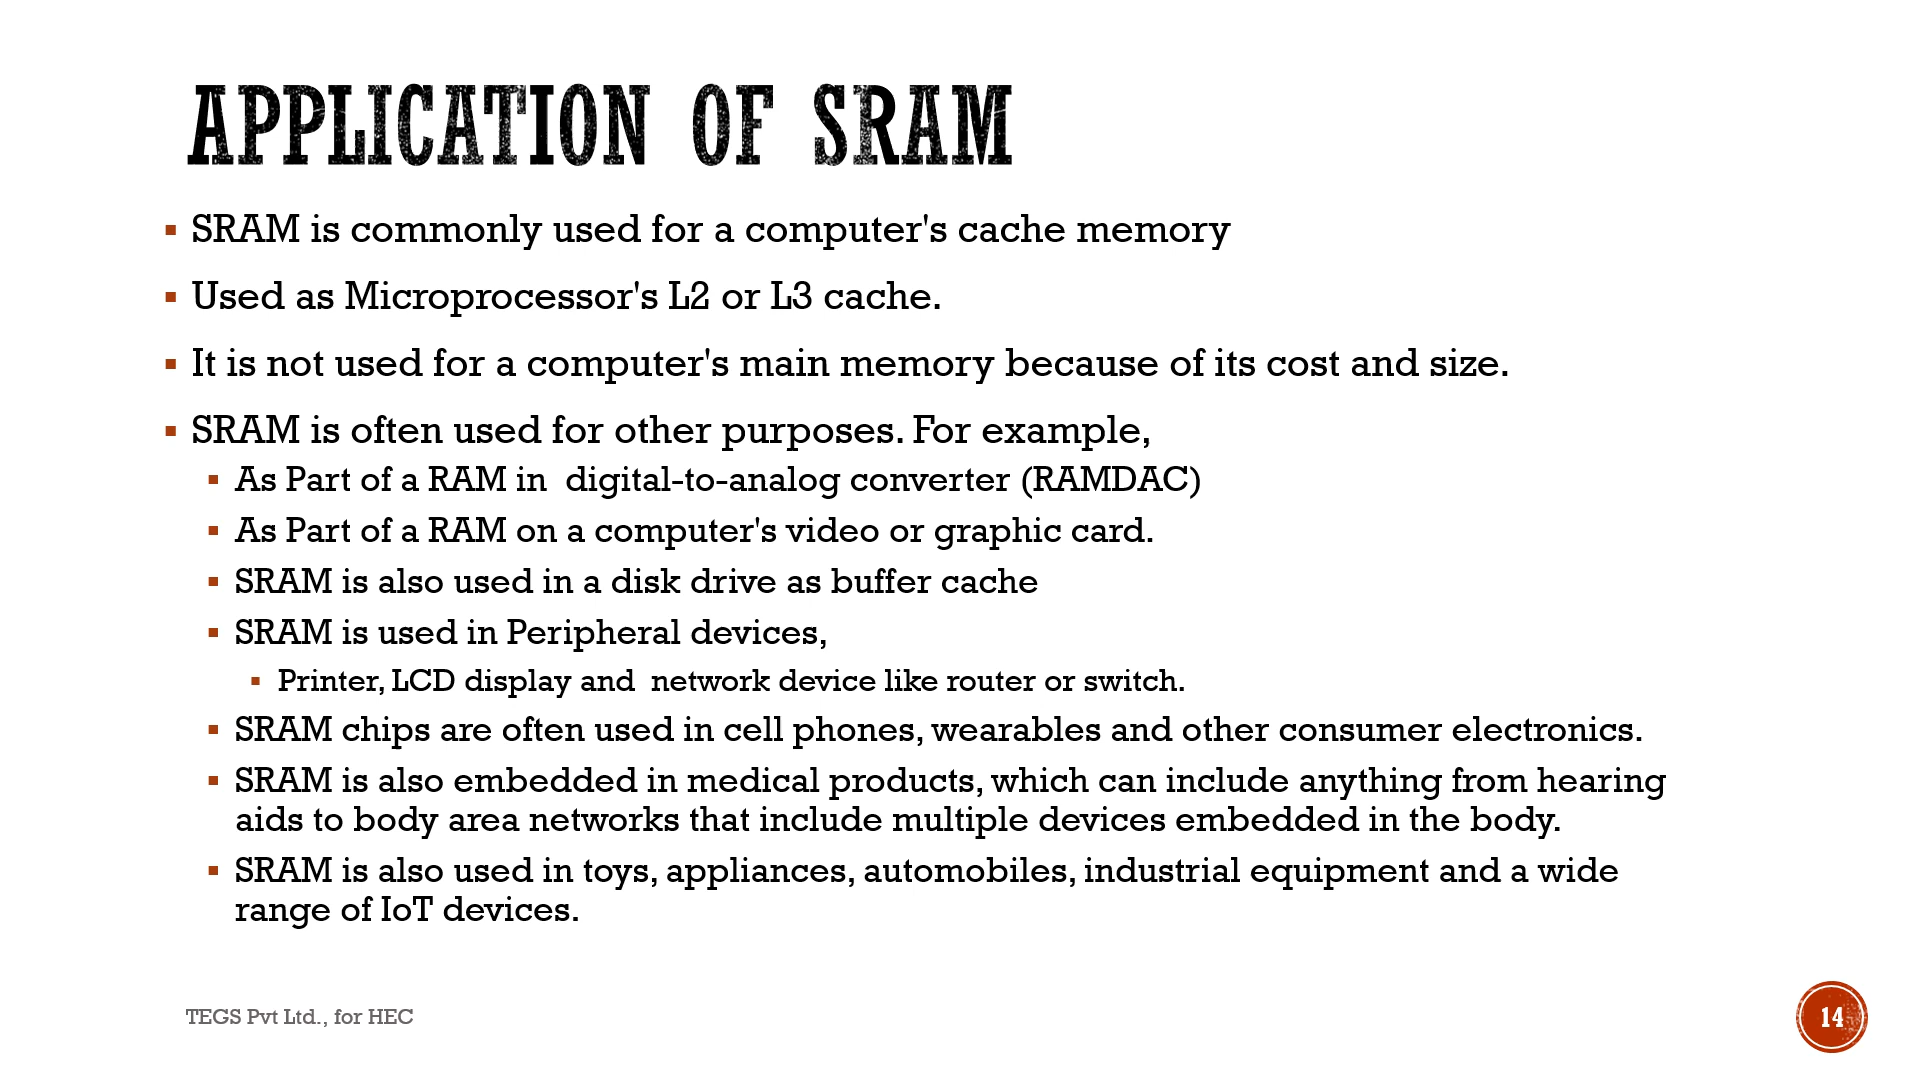 APPLICATION OF SRAM
▪ SRAM is commonly used for a computer's cache memory
▪ Used as Microprocessor's L2 or L3 cache.
▪ It is not used for a computer's main memory because of its cost and size.
▪ SRAM is often used for other purposes. For example,
▪ As Part of a RAM in  digital-to-analog converter (RAMDAC)
▪ As Part of a RAM on a computer's video or graphic card.
▪ SRAM is also used in a disk drive as buffer cache
▪ SRAM is used in Peripheral devices,
▪ Printer, LCD display and  network device like router or switch.
▪ SRAM chips are often used in cell phones, wearables and other consumer electronics.
▪ SRAM is also embedded in medical products, which can include anything from hearing
aids to body area networks that include multiple devices embedded in the body.
▪ SRAM is also used in toys, appliances, automobiles, industrial equipment and a wide
range of IoT devices.
TEGS Pvt Ltd., for HEC
14